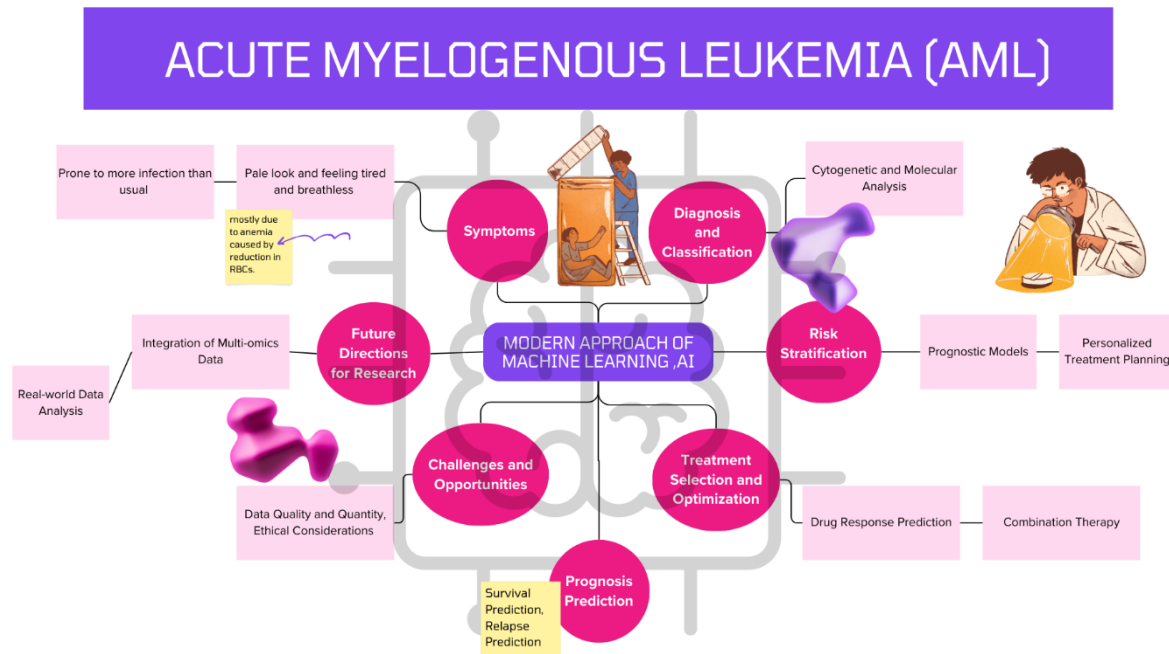 ACUTE MYELOGENOUS LEUKEMIA (AML)
Prone to more infection than
usual
Pale look and feeling tired
and breathless
mostly due
to anemia
caused by
reduction in
RBCs.
Symptoms
Diagnosis
and
Classification
Cytogenetic and Molecular
Analysis
Future
Directions
for Research
Integration of Multi-omics
Data
Real-world Data
Analysis
MODERN APPROACH OF
MACHINE LEARNING ,AI
Risk
Stratification
Prognostic Models
Personalized
Treatment Planning
Challenges and
Opportunities
Data Quality and Quantity,
Ethical Considerations
Treatment
Selection and
Optimization
Drug Response Prediction
Combination Therapy
Prognosis
Prediction
Survival
Prediction,
Relapse
Prediction